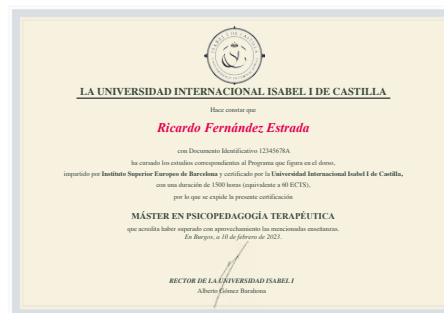 ISABEL I DE CASTILLA
LA UNIVERSIDAD INTERNACIONAL ISABEL I DE CASTILLA
Hace constar que
Ricardo Fernández Estrada
con Documento Identificativo 12345678A
ha cursado los estudios correspondientes al Programa que figura en el dorso,
impartido por Instituto Superior Europeo de Barcelona y certificado por la Universidad Internacional Isabel I de Castilla,
con una duración de 1500 horas (equivalente a 60 ECTS),
por lo que se expide la presente certificación
MÁSTER EN PSICOPEDAGOGÍA TERAPÉUTICA
que acredita haber superado con aprovechamiento las mencionadas enseñanzas.
En Burgos, a 10 de febrero de 2023.
RECTOR DE LA UNIVERSIDAD ISABEL I
Alberto Gómez Barahona